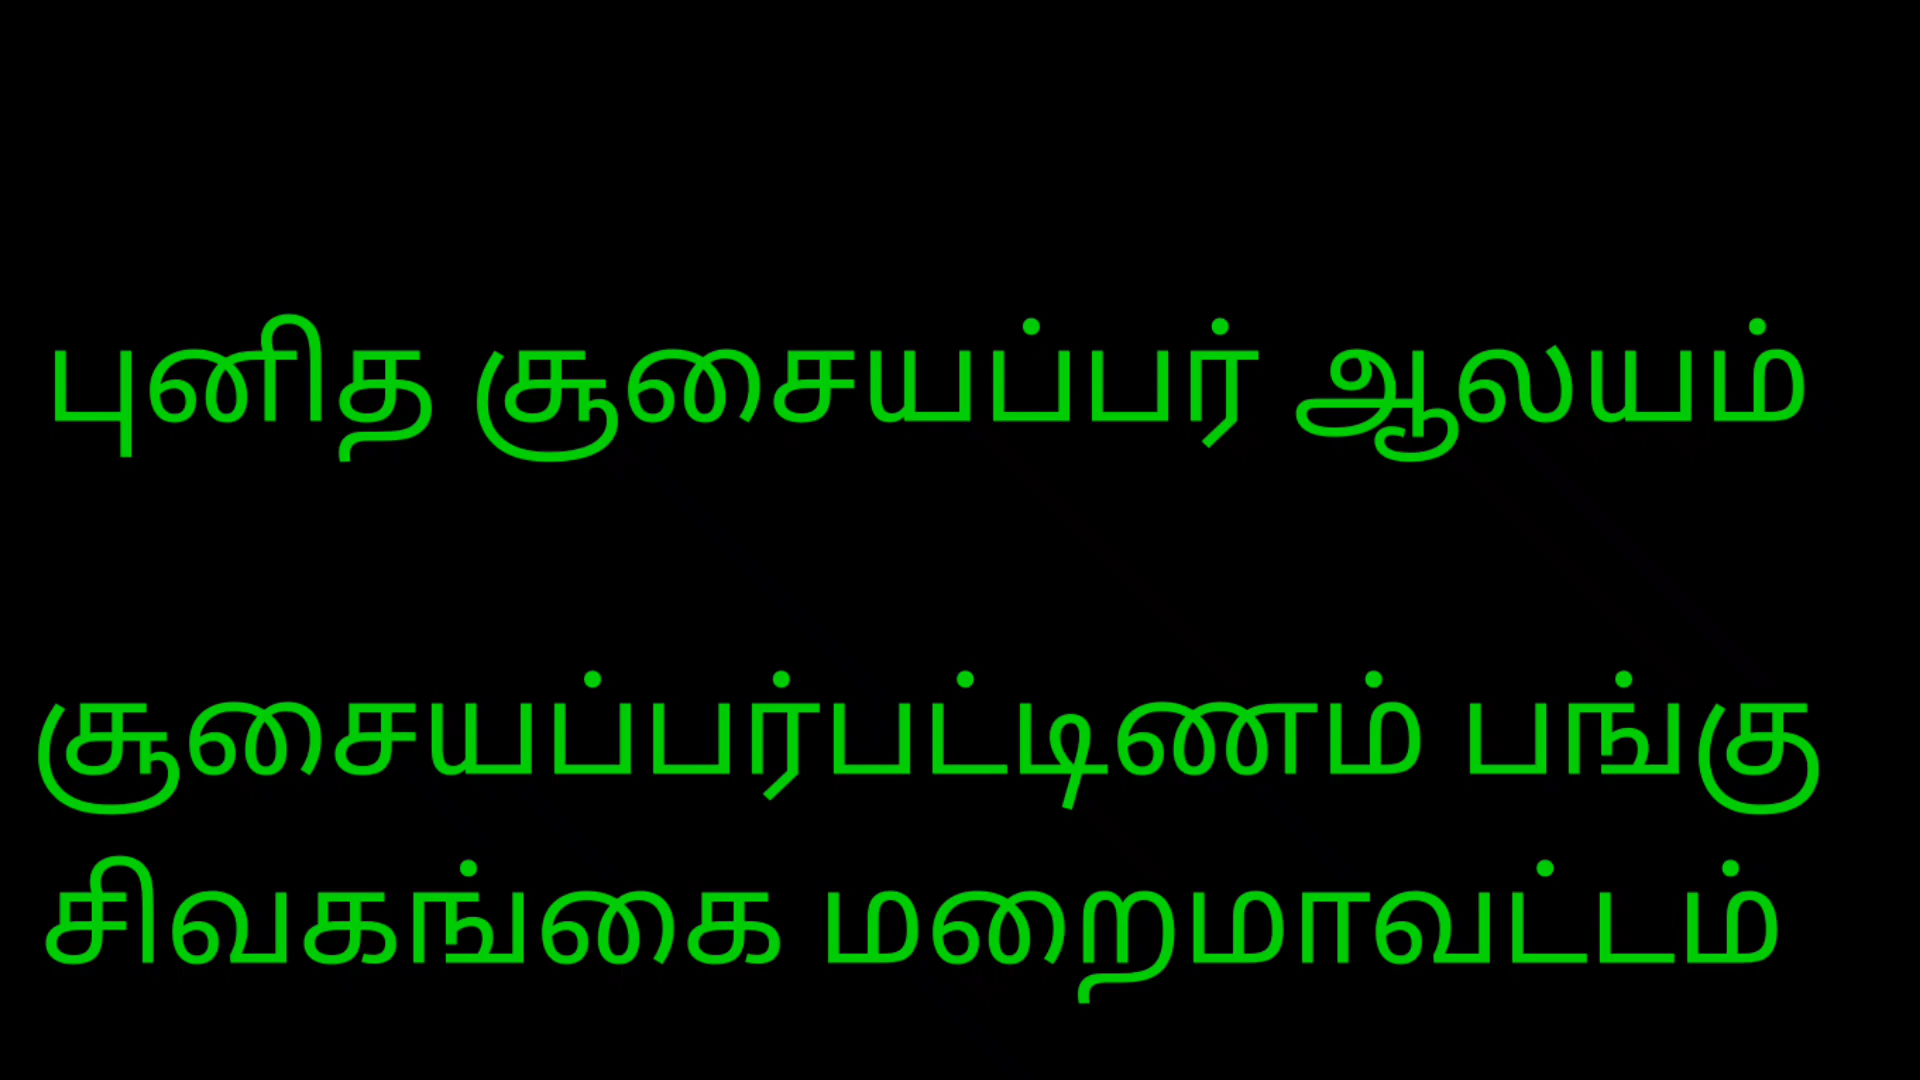 புனித சூசையப்பர் ஆலயம்
சூசையப்பர்பட்டிணம் பங்கு
சிவகங்கை மறைமாவட்டம்